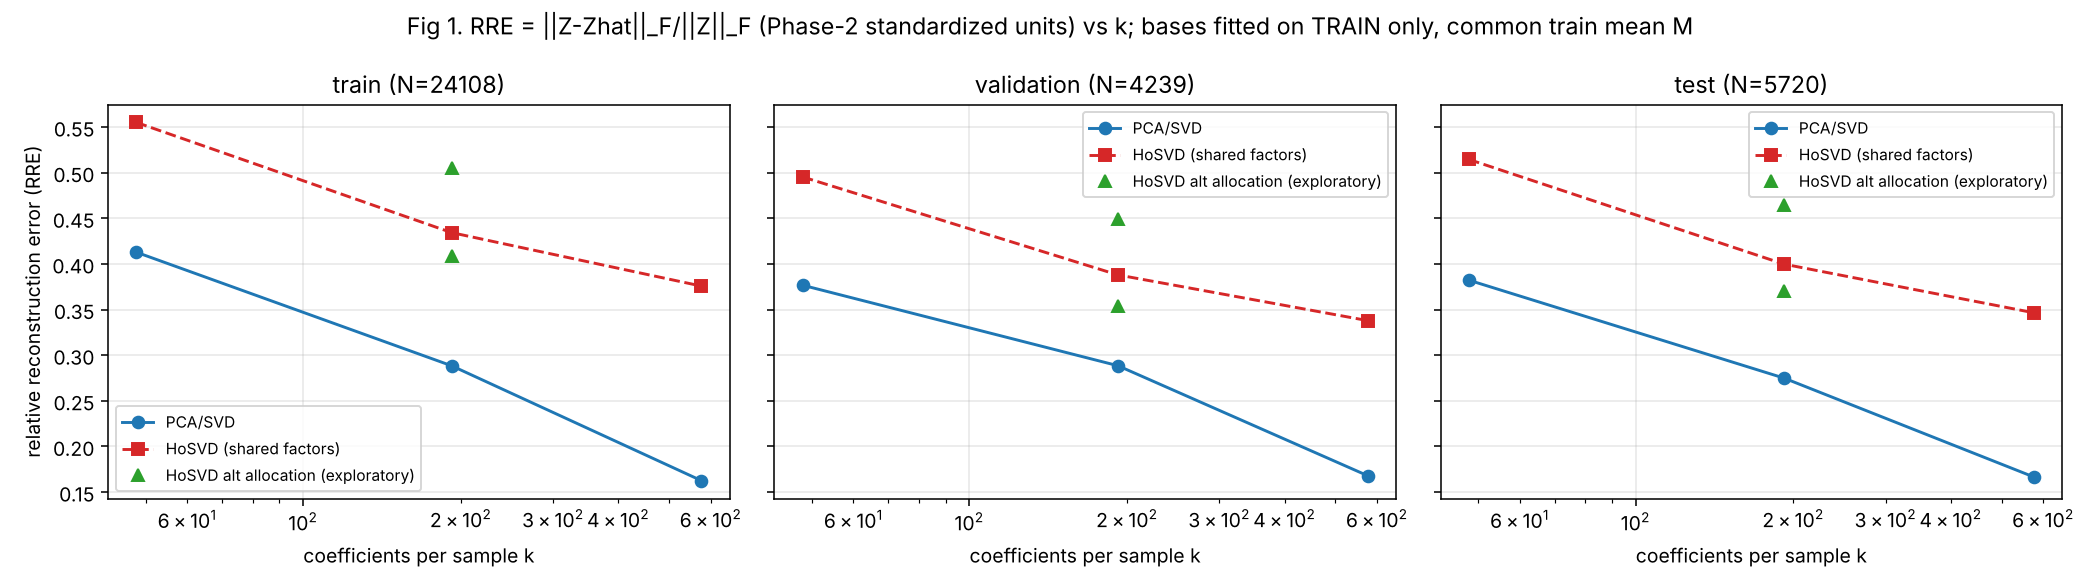 Fig 1. RRE = ||Z-Zhat||_F/||Z||_F (Phase-2 standardized units) vs k; bases fitted on TRAIN only, common train mean M
train (N=24108)
relative reconstruction error (RRE)
0.55
0.50
0.45
0.40
0.35
0.30
0.25
0.20
0.15
PCA/SVD
HoSVD (shared factors)
HoSVD alt allocation (exploratory)
6 × 10¹
10²
2 × 10²
3 × 10²
4 × 10²
6 × 10²
coefficients per sample k
validation (N=4239)
PCA/SVD
HoSVD (shared factors)
HoSVD alt allocation (exploratory)
6 × 10¹
10²
2 × 10²
3 × 10²
4 × 10²
6 × 10²
coefficients per sample k
test (N=5720)
PCA/SVD
HoSVD (shared factors)
HoSVD alt allocation (exploratory)
6 × 10¹
10²
2 × 10²
3 × 10²
4 × 10²
6 × 10²
coefficients per sample k